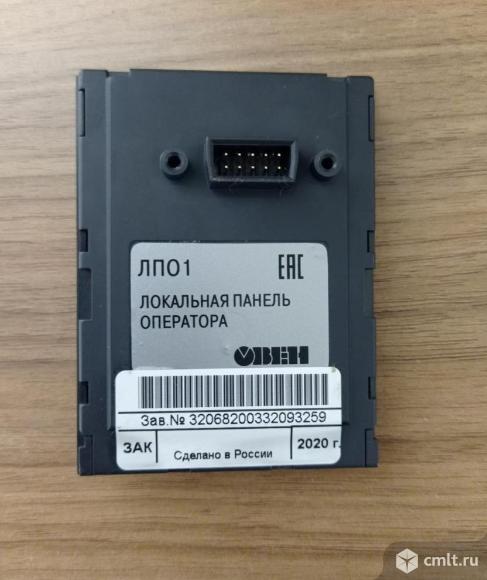 ЛПО1
EAC
ЛОКАЛЬНАЯ ПАНЕЛЬ
ОПЕРАТОРА
ОВЕН
Зав.№ 32068200332093259
ЗАК
Сделано в России
2020 г.
cmlt.ru